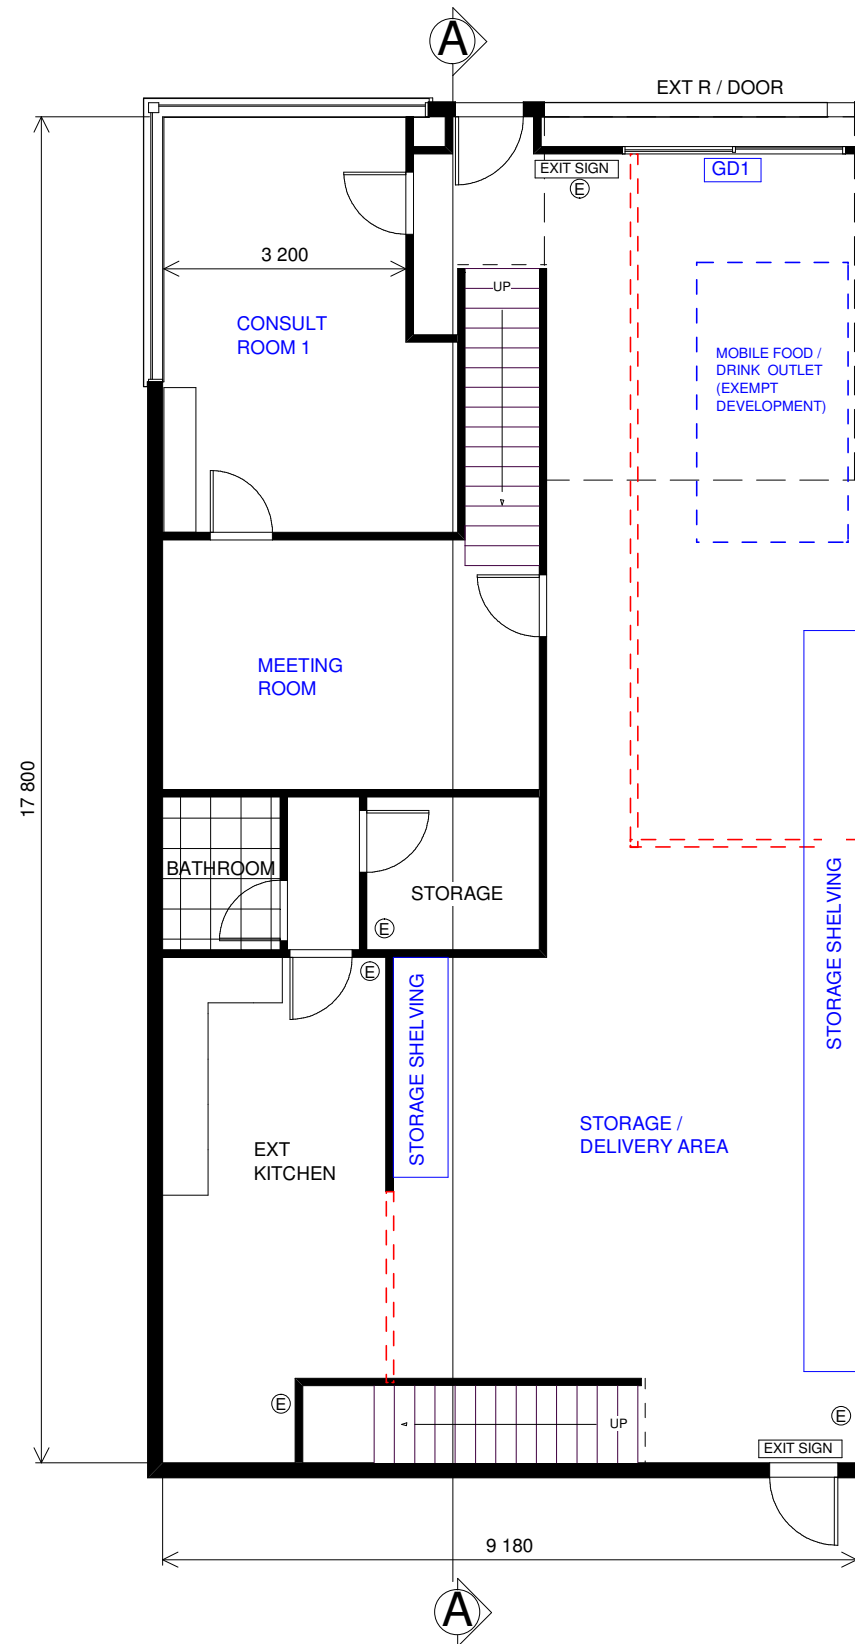 A
EXT R / DOOR
EXIT SIGN
E
GD1
3 200
UP
CONSULT
ROOM 1
MOBILE FOOD /
DRINK OUTLET
(EXEMPT
DEVELOPMENT)
MEETING
ROOM
17 800
BATHROOM
STORAGE
E
E
STORAGE SHELVING
STORAGE SHELVING
EXT
KITCHEN
STORAGE /
DELIVERY AREA
E
UP
E
EXIT SIGN
9 180
A